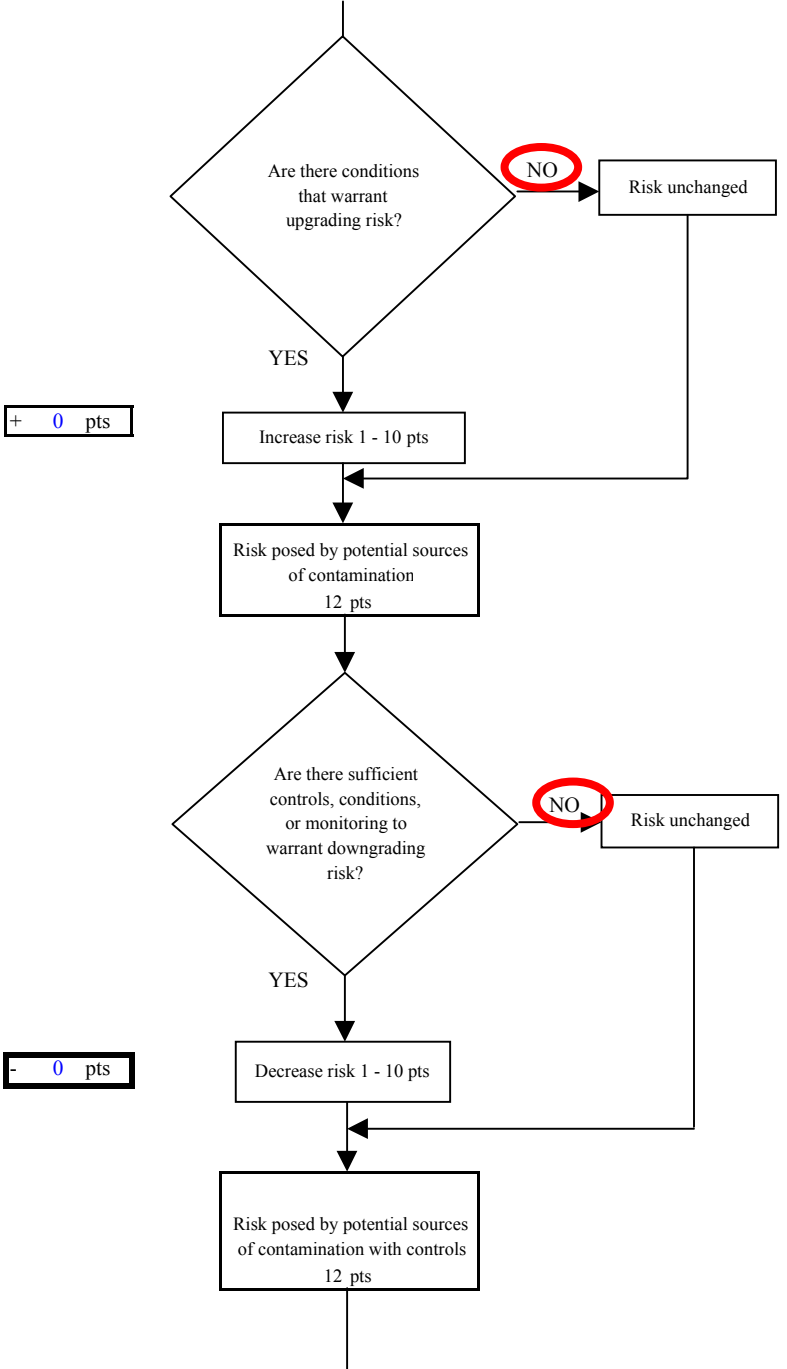 Are there conditions
that warrant
upgrading risk?
NO
Risk unchanged
YES
+ 0 pts
Increase risk 1 - 10 pts
Risk posed by potential sources
of contamination
12 pts
Are there sufficient
controls, conditions,
or monitoring to
warrant downgrading
risk?
NO
Risk unchanged
YES
- 0 pts
Decrease risk 1 - 10 pts
Risk posed by potential sources
of contamination with controls
12 pts